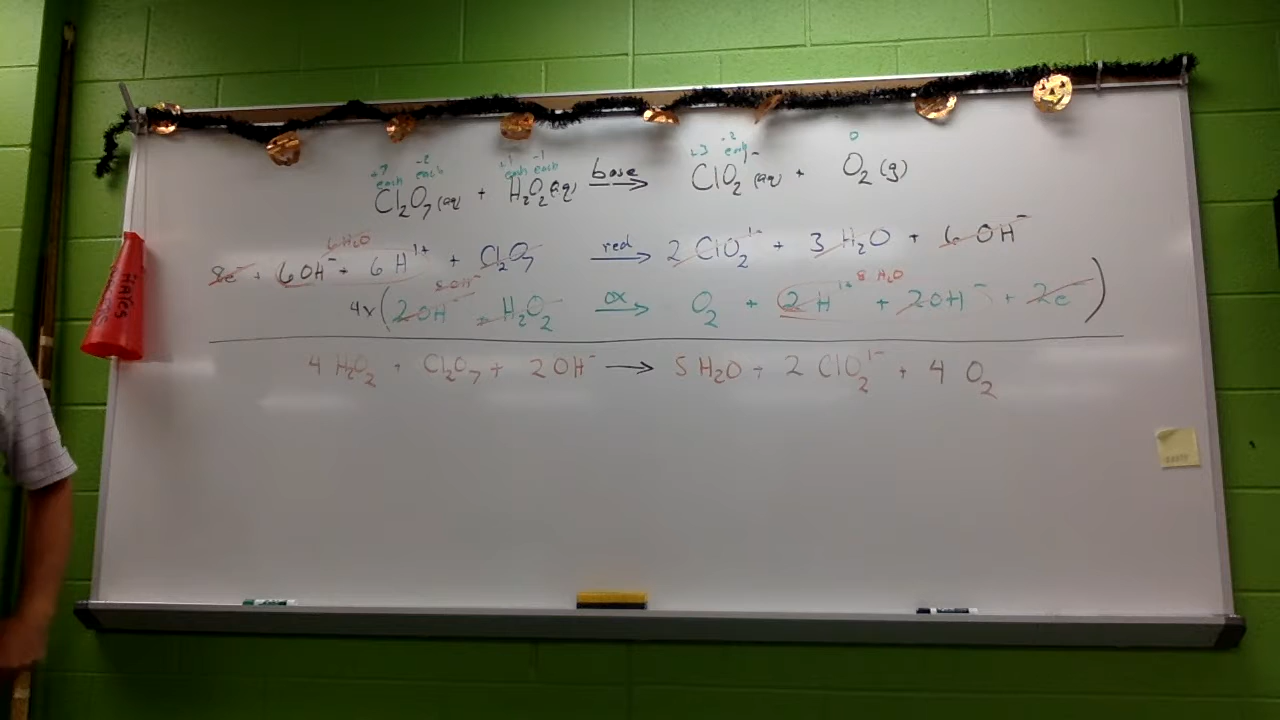 +7 each -2 each +1 each -1 each +3 -2 each 0
Cl₂O₇(aq) + H₂O₂(aq) base → ClO₂⁻(aq) + O₂(g)
6 H₂O
8e⁻ + 6 OH⁻ + 6 H¹⁺ + Cl₂O₇ red → 2 ClO₂¹⁻ + 3 H₂O + 6 OH⁻
8 OH⁻ 8 H₂O
4x(2 OH⁻ + H₂O₂ ox → O₂ + 2 H¹⁺ + 2 OH⁻ + 2e⁻)
4 H₂O₂ + Cl₂O₇ + 2 OH⁻ → 5 H₂O + 2 ClO₂¹⁻ + 4 O₂
HATES